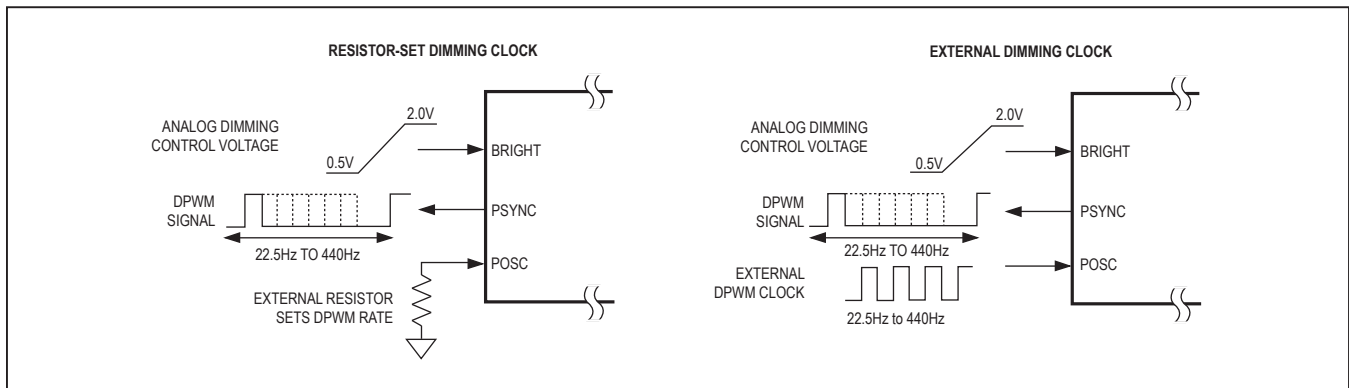 RESISTOR-SET DIMMING CLOCK
ANALOG DIMMING
CONTROL VOLTAGE
2.0V
0.5V
BRIGHT
DPWM
SIGNAL
PSYNC
22.5Hz TO 440Hz
POSC
EXTERNAL RESISTOR
SETS DPWM RATE
EXTERNAL DIMMING CLOCK
ANALOG DIMMING
CONTROL VOLTAGE
2.0V
0.5V
BRIGHT
DPWM
SIGNAL
PSYNC
22.5Hz TO 440Hz
POSC
EXTERNAL
DPWM CLOCK
22.5Hz to 440Hz